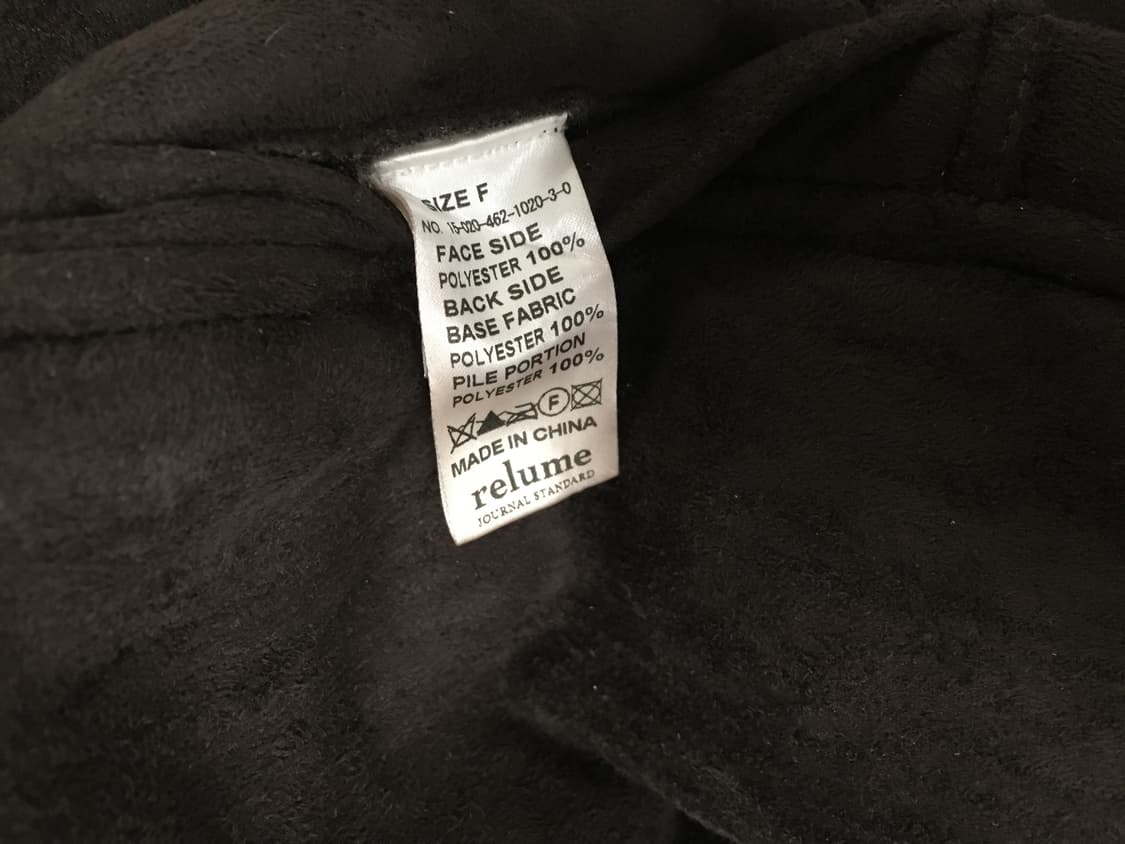 SIZE F
NO. 15-020-462-1020-3-0
FACE SIDE
POLYESTER 100%
BACK SIDE
BASE FABRIC
POLYESTER 100%
PILE PORTION
POLYESTER 100%
F
MADE IN CHINA
relume
JOURNAL STANDARD